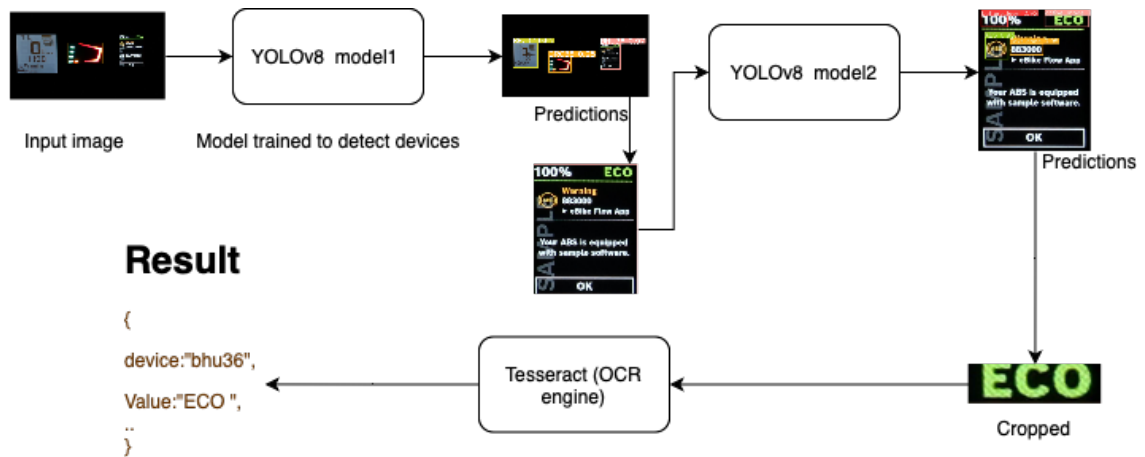 YOLOv8 model1
YOLOv8 model2
Input image
Model trained to detect devices
Predictions
Predictions
100% ECO
Warning
883000
▸ eBike Flow App
Your ABS is equipped
with sample software.
SAMPL
OK
100% ECO
883000
▸ eBike Flow App
Your ABS is equipped
with sample software.
OK
Result
{
device:"bhu36",
Value:"ECO ",
..
}
Tesseract (OCR
engine)
ECO
Cropped